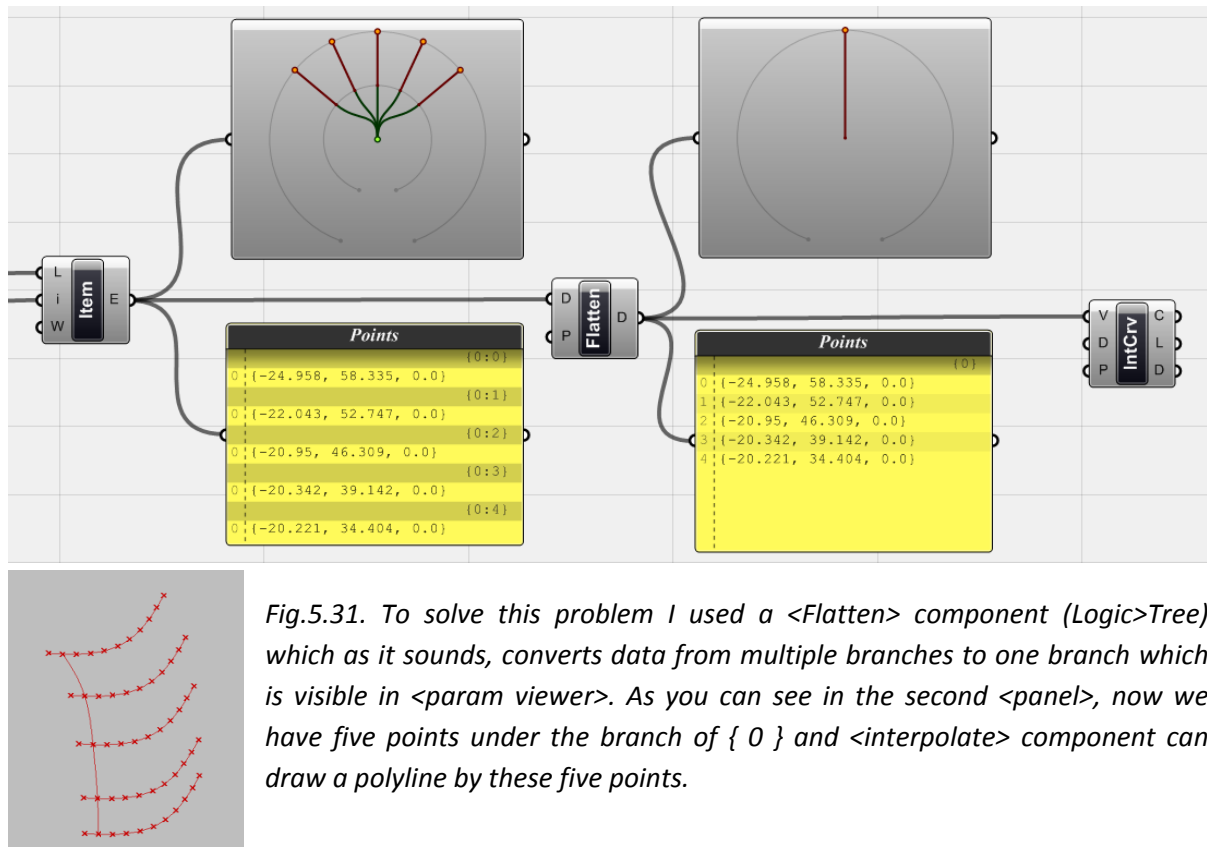 L
i
W
Item
E
Points
{0:0}
0 {-24.958, 58.335, 0.0}
{0:1}
0 {-22.043, 52.747, 0.0}
{0:2}
0 {-20.95, 46.309, 0.0}
{0:3}
0 {-20.342, 39.142, 0.0}
{0:4}
0 {-20.221, 34.404, 0.0}
D
P
Flatten
D
Points
{0}
0 {-24.958, 58.335, 0.0}
1 {-22.043, 52.747, 0.0}
2 {-20.95, 46.309, 0.0}
3 {-20.342, 39.142, 0.0}
4 {-20.221, 34.404, 0.0}
V
D
P
IntCrv
C
L
D
Fig.5.31. To solve this problem I used a <Flatten> component (Logic>Tree)
which as it sounds, converts data from multiple branches to one branch which
is visible in <param viewer>. As you can see in the second <panel>, now we
have five points under the branch of { 0 } and <interpolate> component can
draw a polyline by these five points.